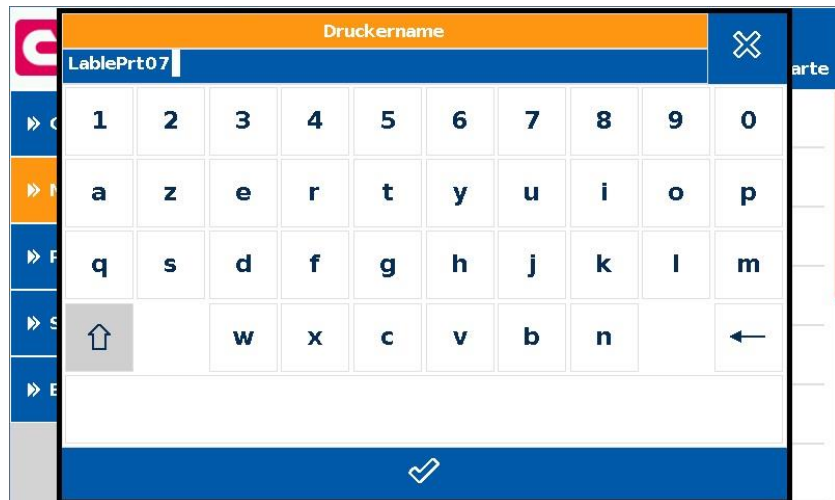 Druckername
LablePrt07
arte
1 2 3 4 5 6 7 8 9 0
a z e r t y u i o p
q s d f g h j k l m
w x c v b n